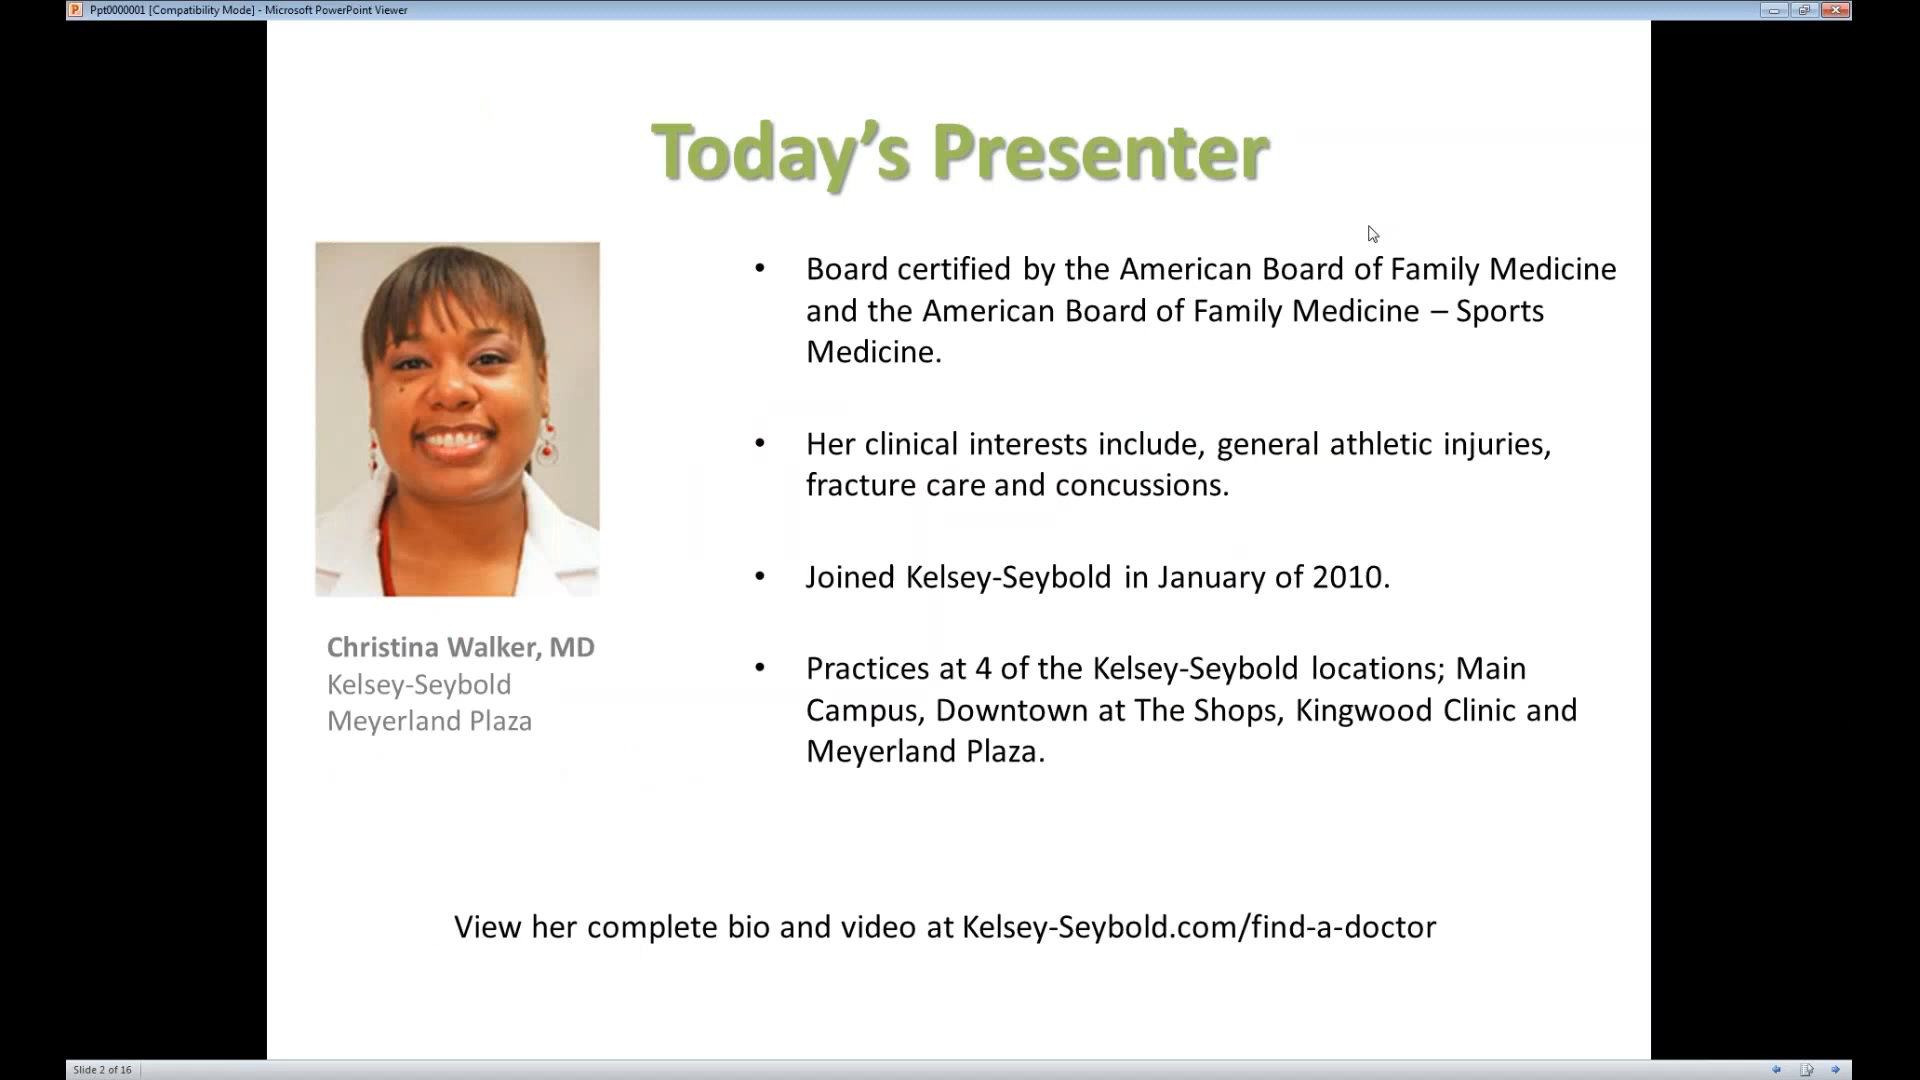 Ppt0000001 [Compatibility Mode] - Microsoft PowerPoint Viewer
Today’s Presenter
• Board certified by the American Board of Family Medicine
and the American Board of Family Medicine – Sports
Medicine.
• Her clinical interests include, general athletic injuries,
fracture care and concussions.
• Joined Kelsey-Seybold in January of 2010.
• Practices at 4 of the Kelsey-Seybold locations; Main
Campus, Downtown at The Shops, Kingwood Clinic and
Meyerland Plaza.
Christina Walker, MD
Kelsey-Seybold
Meyerland Plaza
View her complete bio and video at Kelsey-Seybold.com/find-a-doctor
Slide 2 of 16